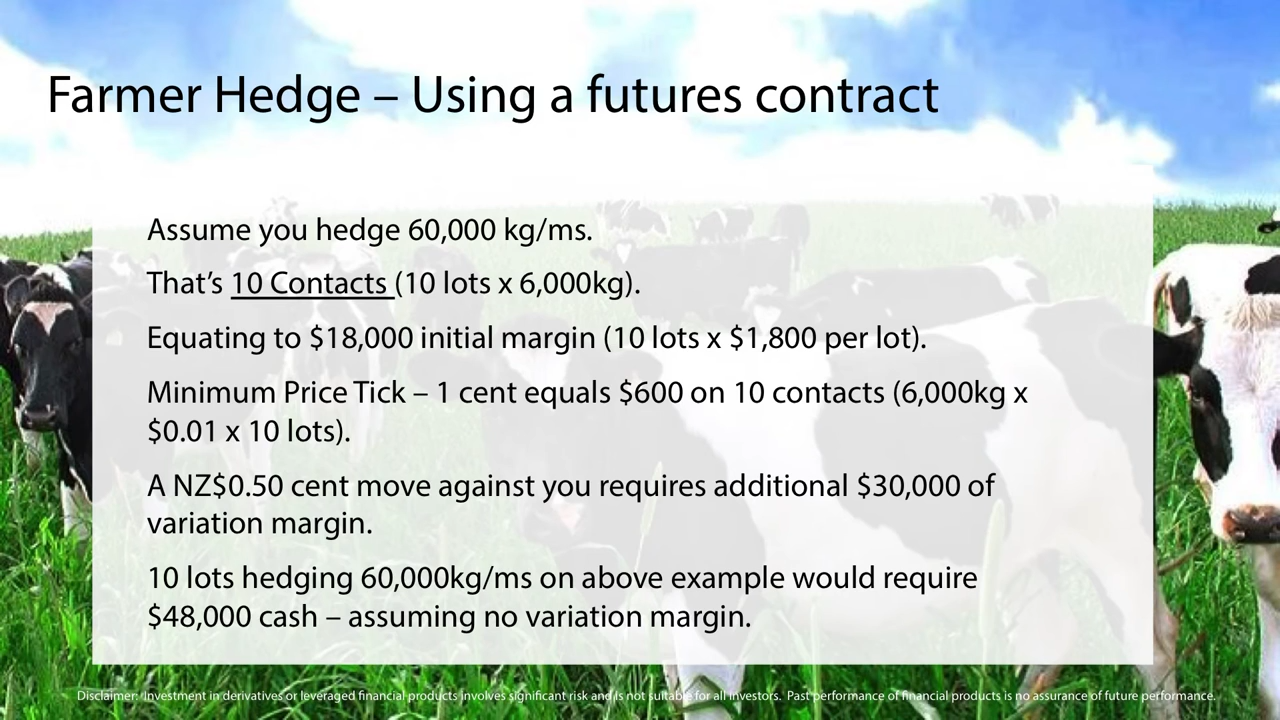 Farmer Hedge – Using a futures contract
Assume you hedge 60,000 kg/ms.
That’s 10 Contacts (10 lots x 6,000kg).
Equating to $18,000 initial margin (10 lots x $1,800 per lot).
Minimum Price Tick – 1 cent equals $600 on 10 contacts (6,000kg x
$0.01 x 10 lots).
A NZ$0.50 cent move against you requires additional $30,000 of
variation margin.
10 lots hedging 60,000kg/ms on above example would require
$48,000 cash – assuming no variation margin.
Disclaimer: Investment in derivatives or leveraged financial products involves significant risk and is not suitable for all investors. Past performance of financial products is no assurance of future performance.